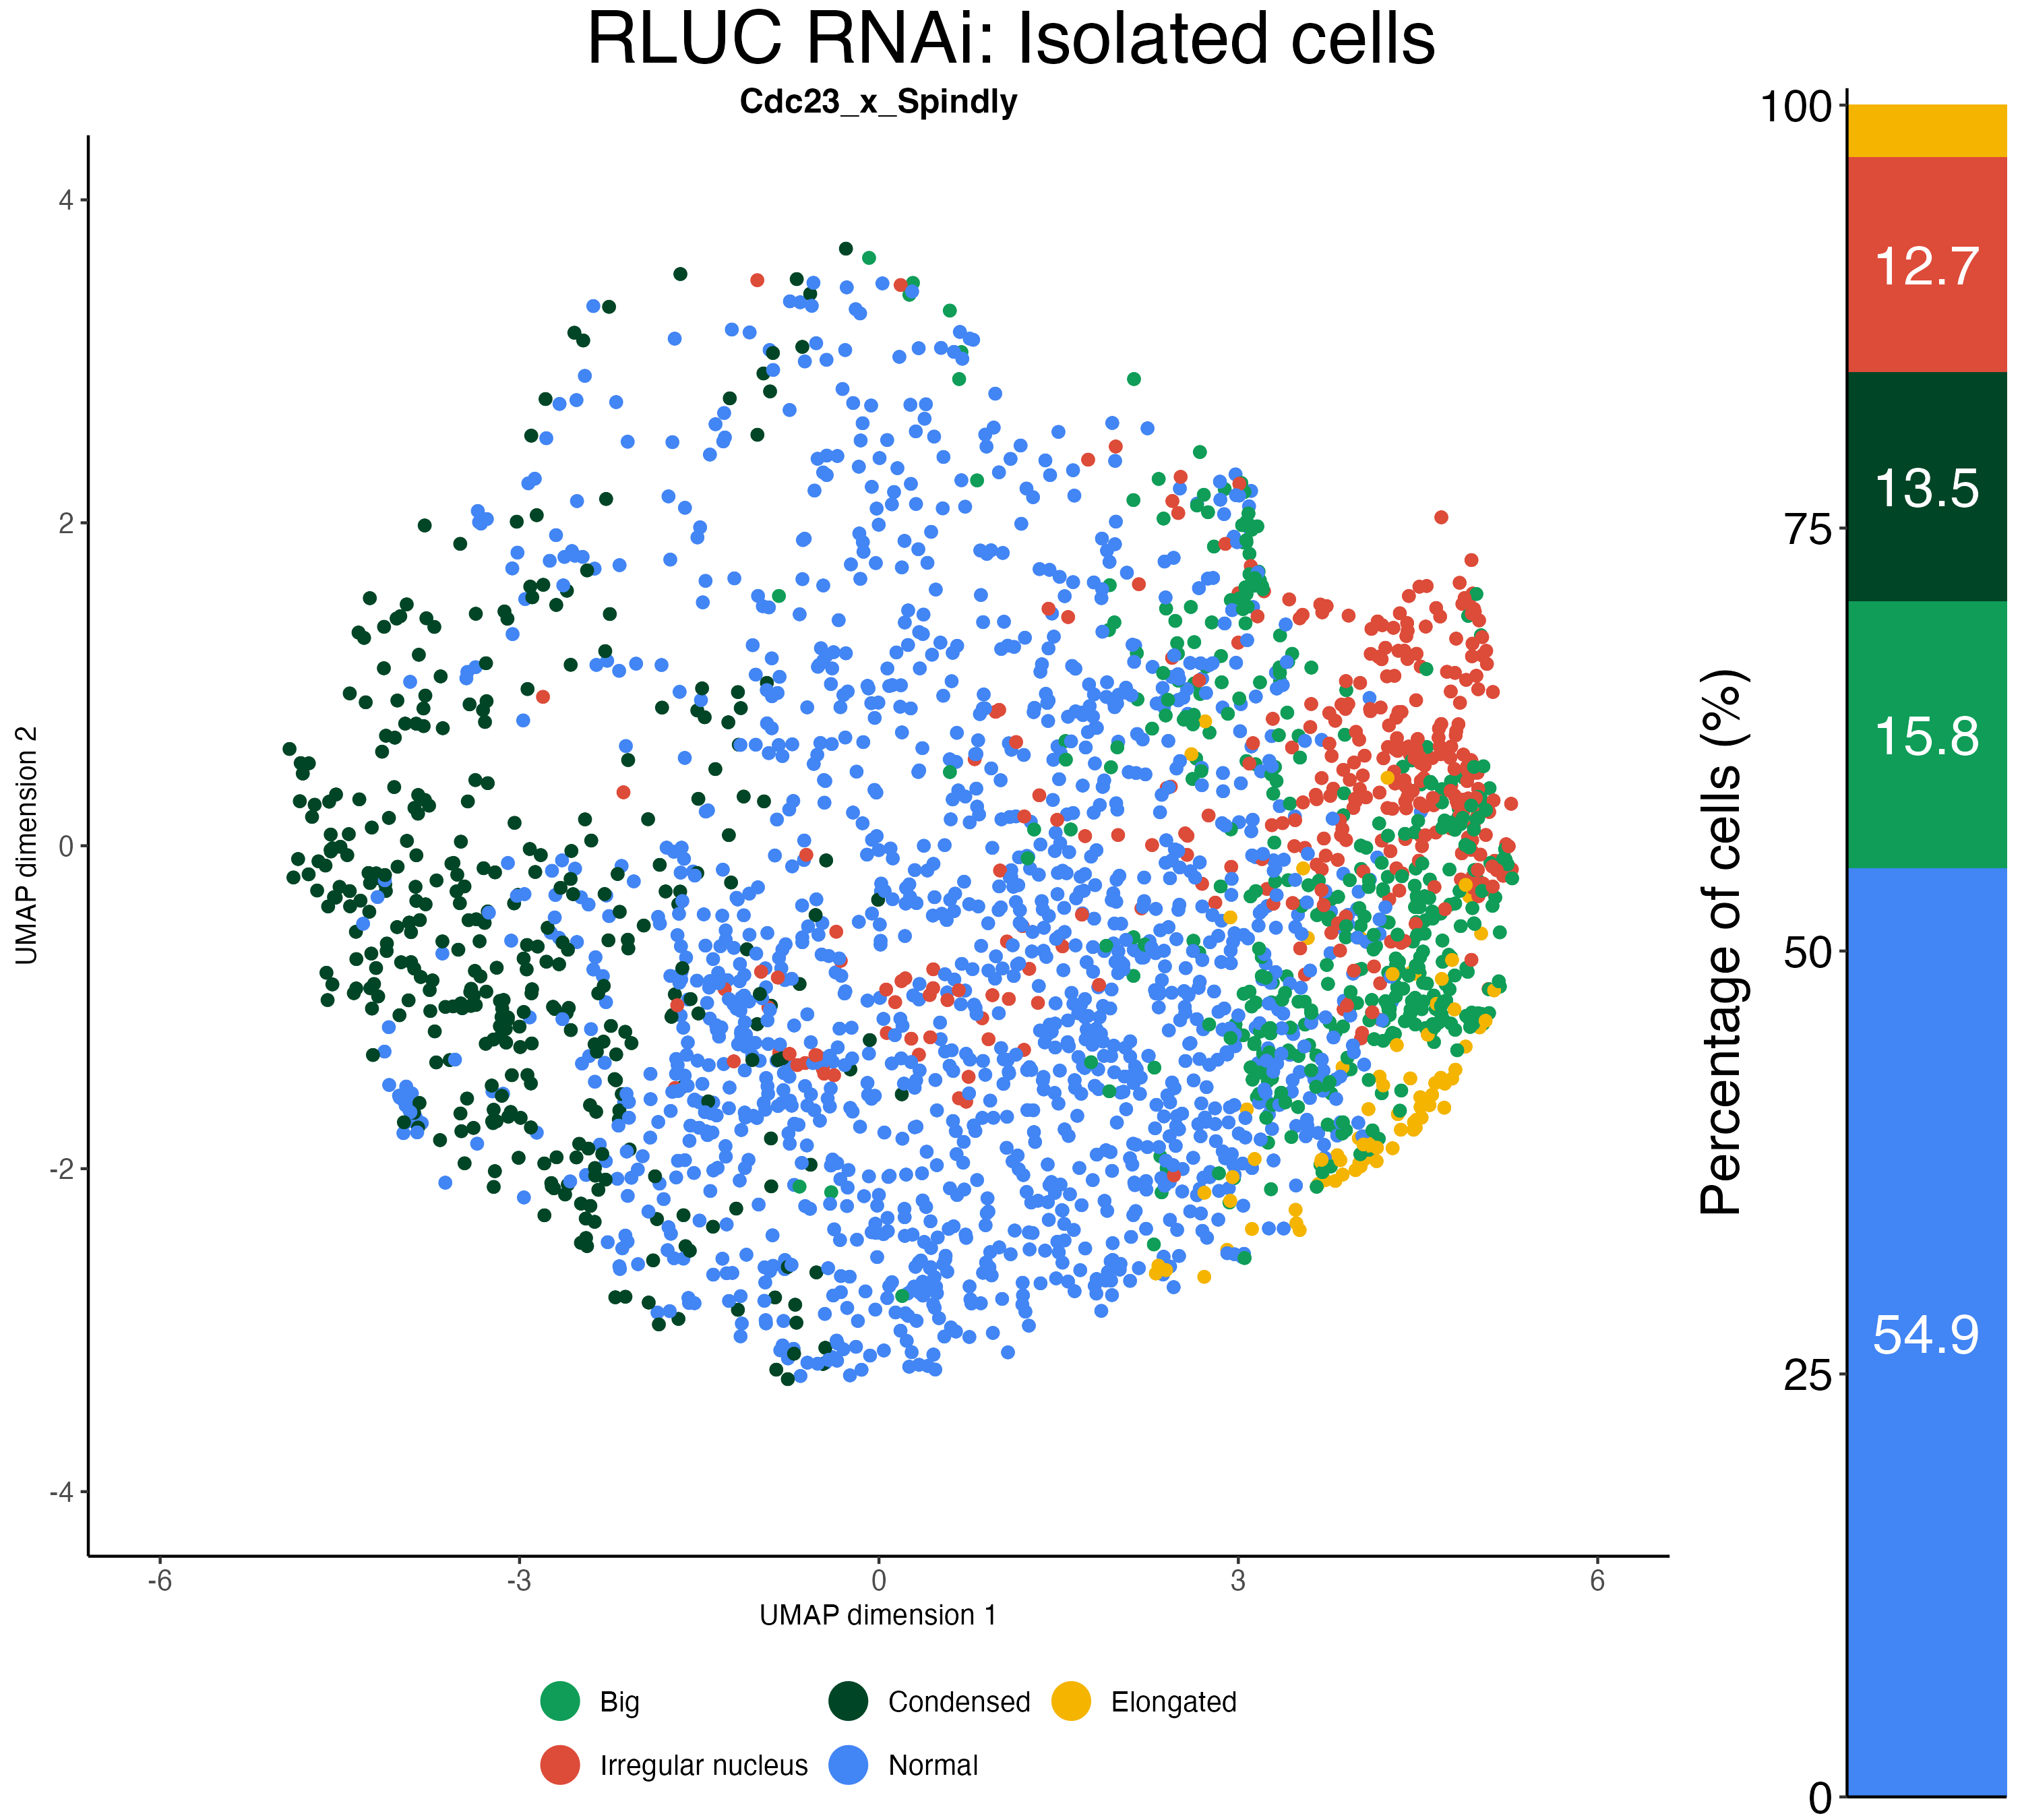 RLUC RNAi: Isolated cells
Cdc23_x_Spindly
UMAP dimension 2
4
2
0
-2
-4
-6
-3
0
3
6
UMAP dimension 1
Big
Condensed
Elongated
Irregular nucleus
Normal
Percentage of cells (%)
100
75
50
25
0
12.7
13.5
15.8
54.9